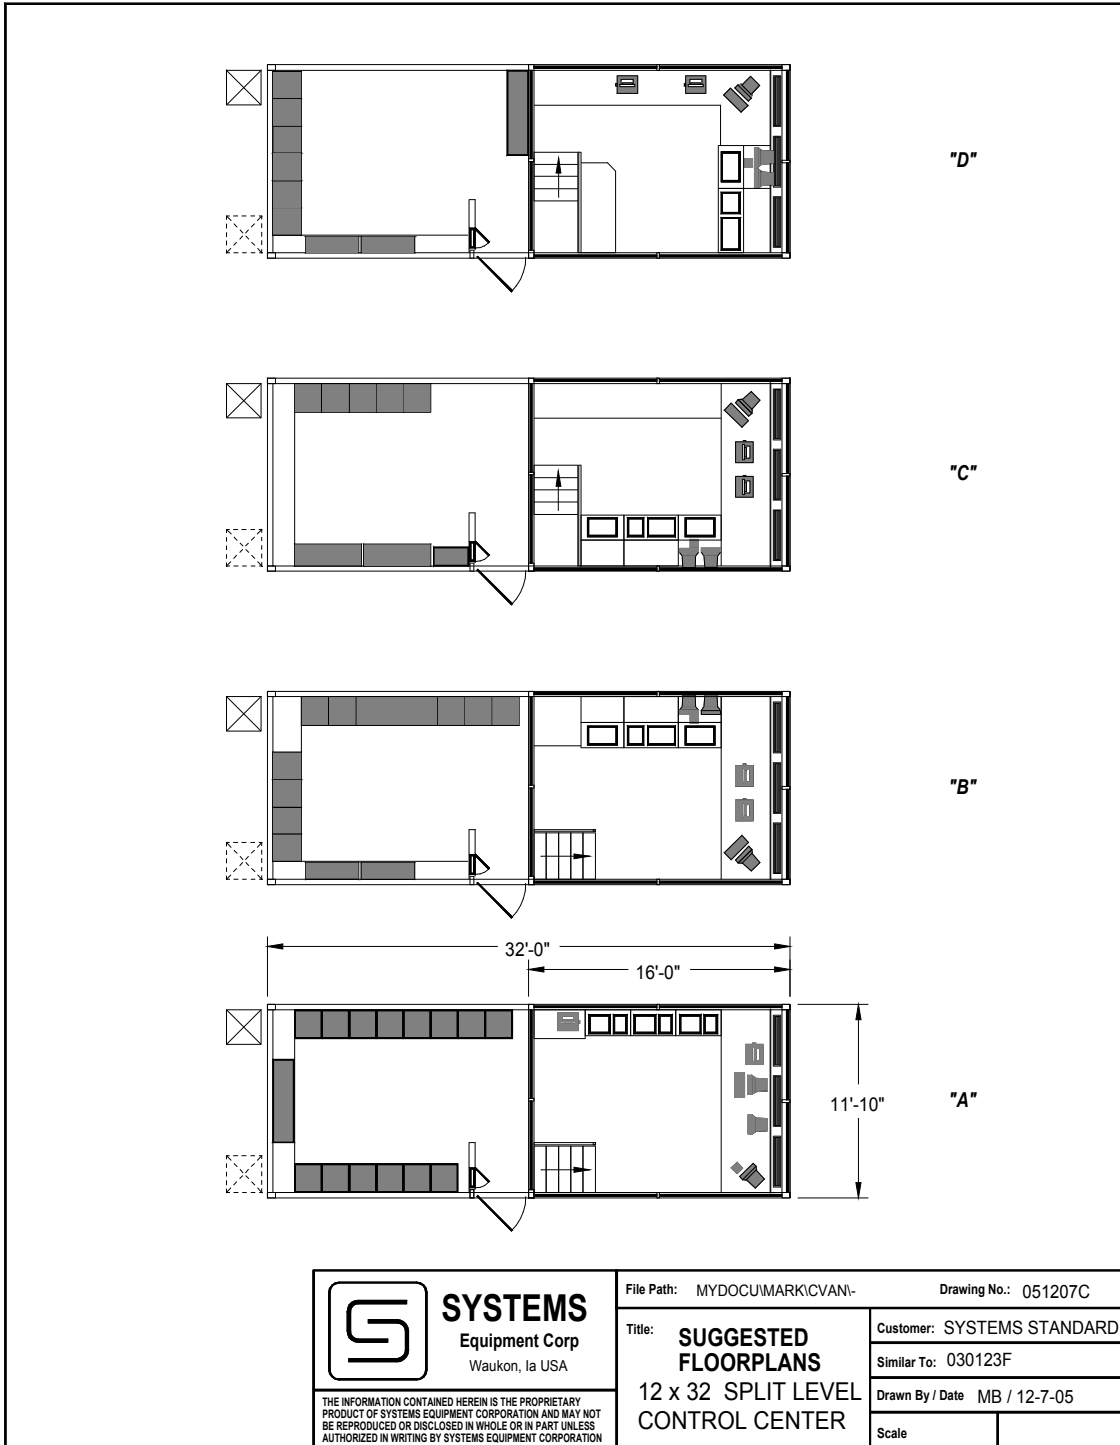 "D"
"C"
"B"
32'-0"
16'-0"
11'-10"
"A"
SYSTEMS
Equipment Corp
Waukon, Ia USA
THE INFORMATION CONTAINED HEREIN IS THE PROPRIETARY
PRODUCT OF SYSTEMS EQUIPMENT CORPORATION AND MAY NOT
BE REPRODUCED OR DISCLOSED IN WHOLE OR IN PART UNLESS
AUTHORIZED IN WRITING BY SYSTEMS EQUIPMENT CORPORATION
File Path: MYDOCU\MARK\CVAN\-
Drawing No.: 051207C
Title: SUGGESTED
FLOORPLANS
12 x 32 SPLIT LEVEL
CONTROL CENTER
Customer: SYSTEMS STANDARD
Similar To: 030123F
Drawn By / Date MB / 12-7-05
Scale